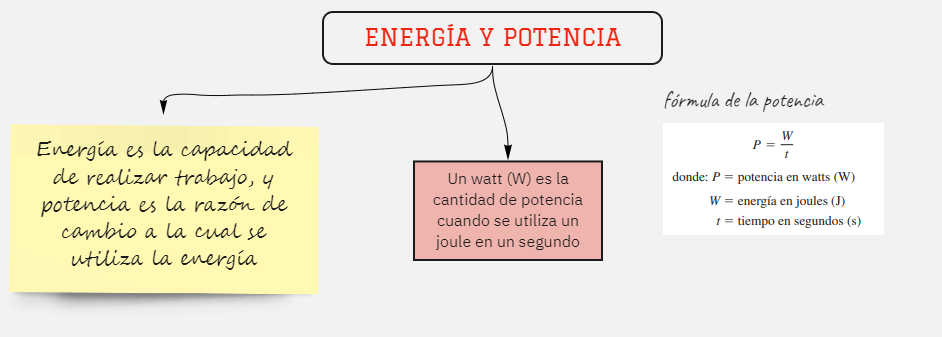 ENERGÍA Y POTENCIA
Energía es la capacidad
de realizar trabajo, y
potencia es la razón de
cambio a la cual se
utiliza la energía
Un watt (W) es la
cantidad de potencia
cuando se utiliza un
joule en un segundo
fórmula de la potencia
P = W/t
donde: P = potencia en watts (W)
W = energía en joules (J)
t = tiempo en segundos (s)